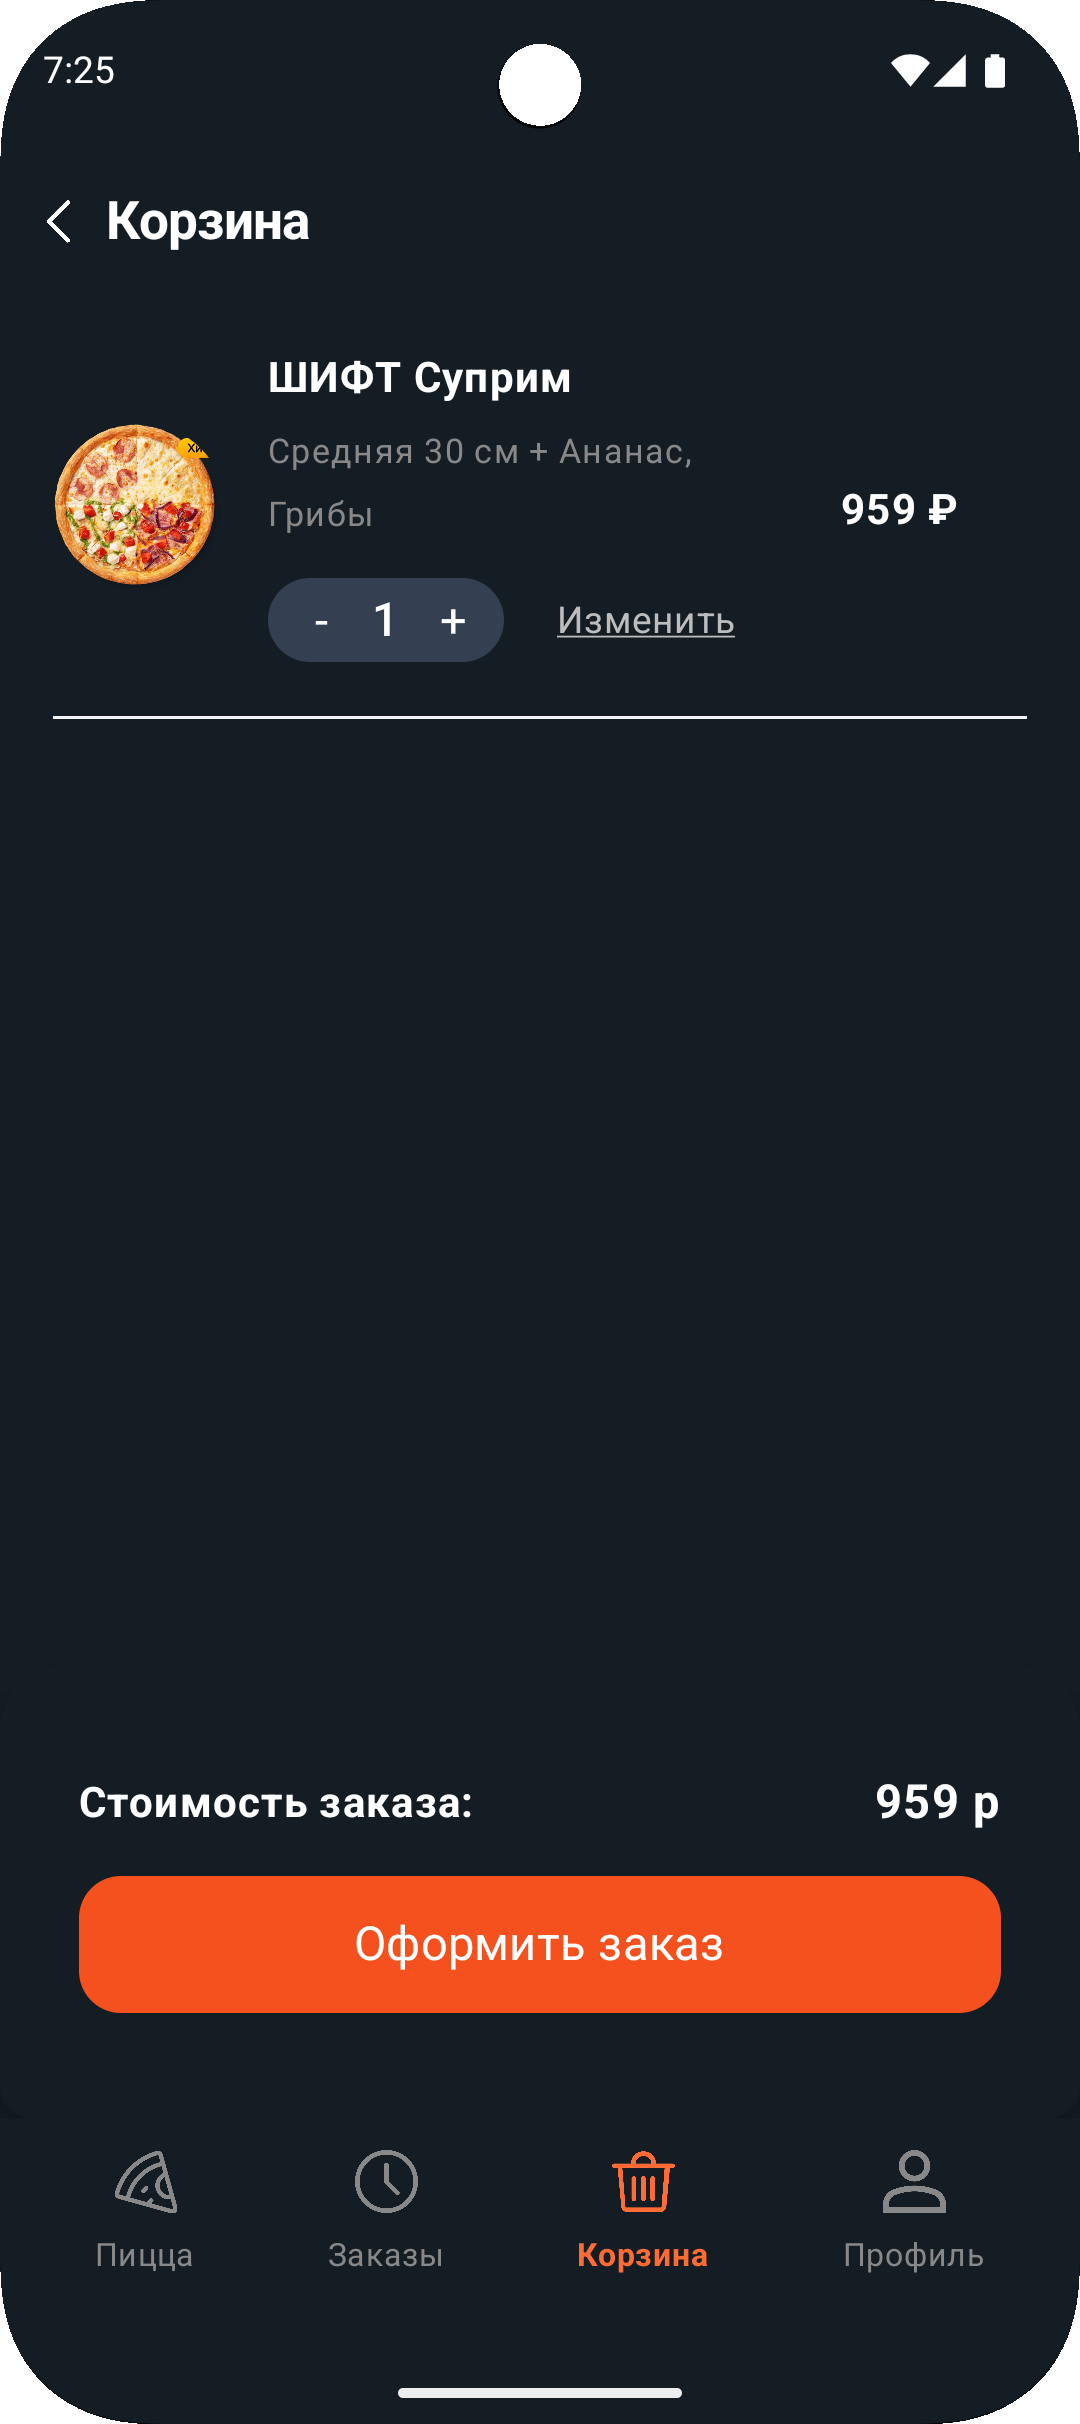 7:25
Корзина
ШИФТ Суприм
Средняя 30 см + Ананас,
Грибы
959 ₽
- 1 +
Изменить
Стоимость заказа:
959 р
Оформить заказ
Пицца
Заказы
Корзина
Профиль